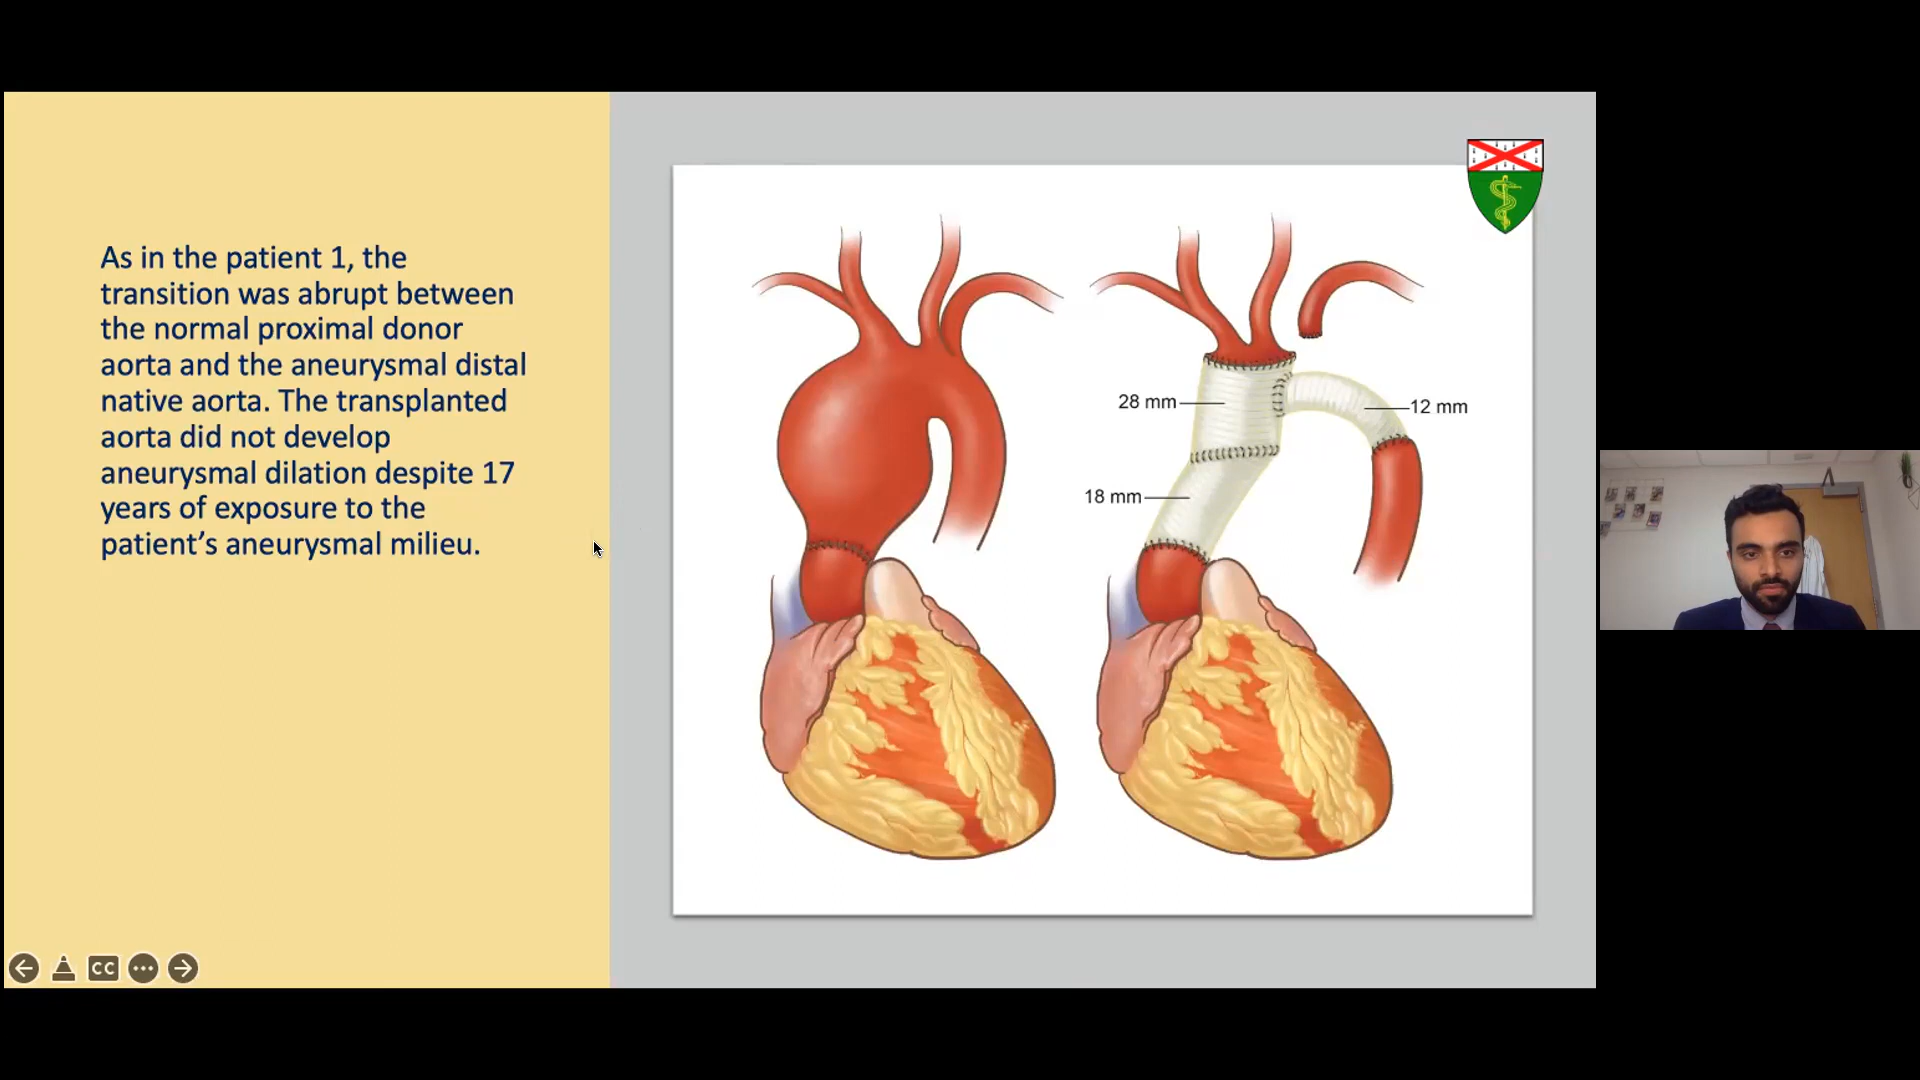 As in the patient 1, the
transition was abrupt between
the normal proximal donor
aorta and the aneurysmal distal
native aorta. The transplanted
aorta did not develop
aneurysmal dilation despite 17
years of exposure to the
patient's aneurysmal milieu.
28 mm
12 mm
18 mm
CC